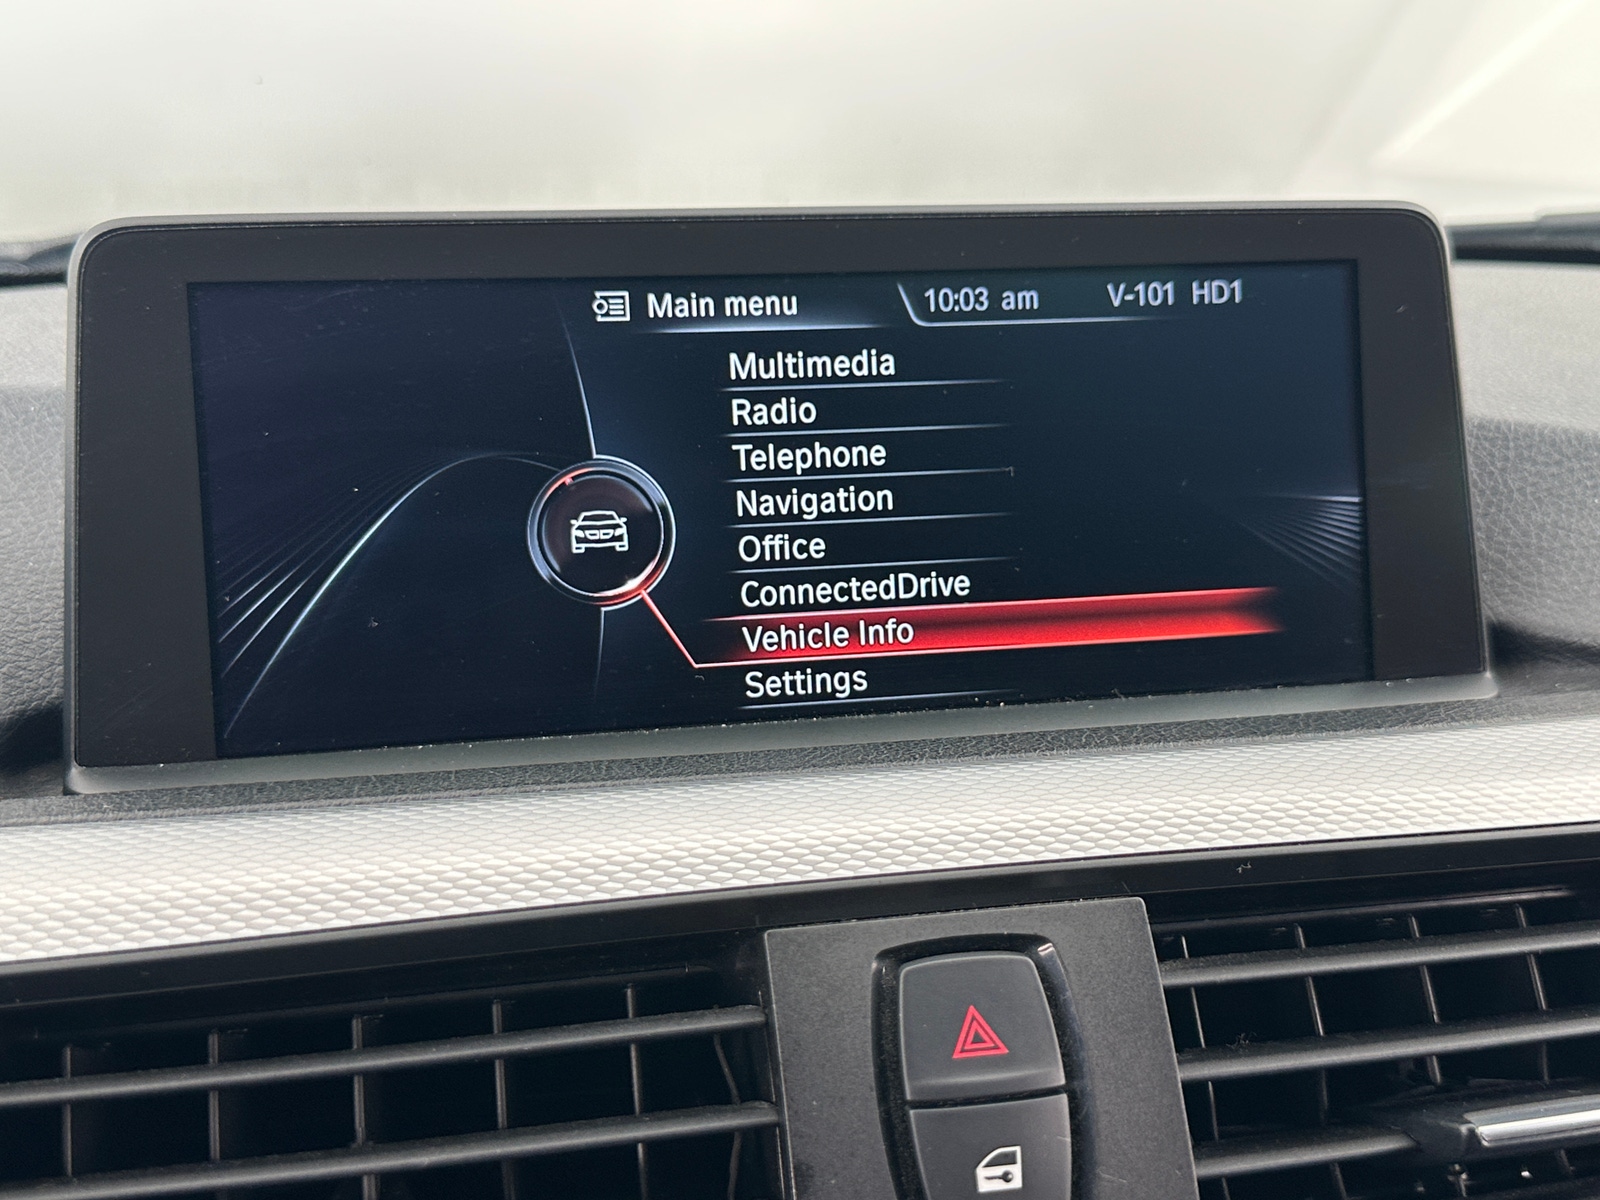 Main menu 10:03 am V-101 HD1
Multimedia
Radio
Telephone
Navigation
Office
ConnectedDrive
Vehicle Info
Settings